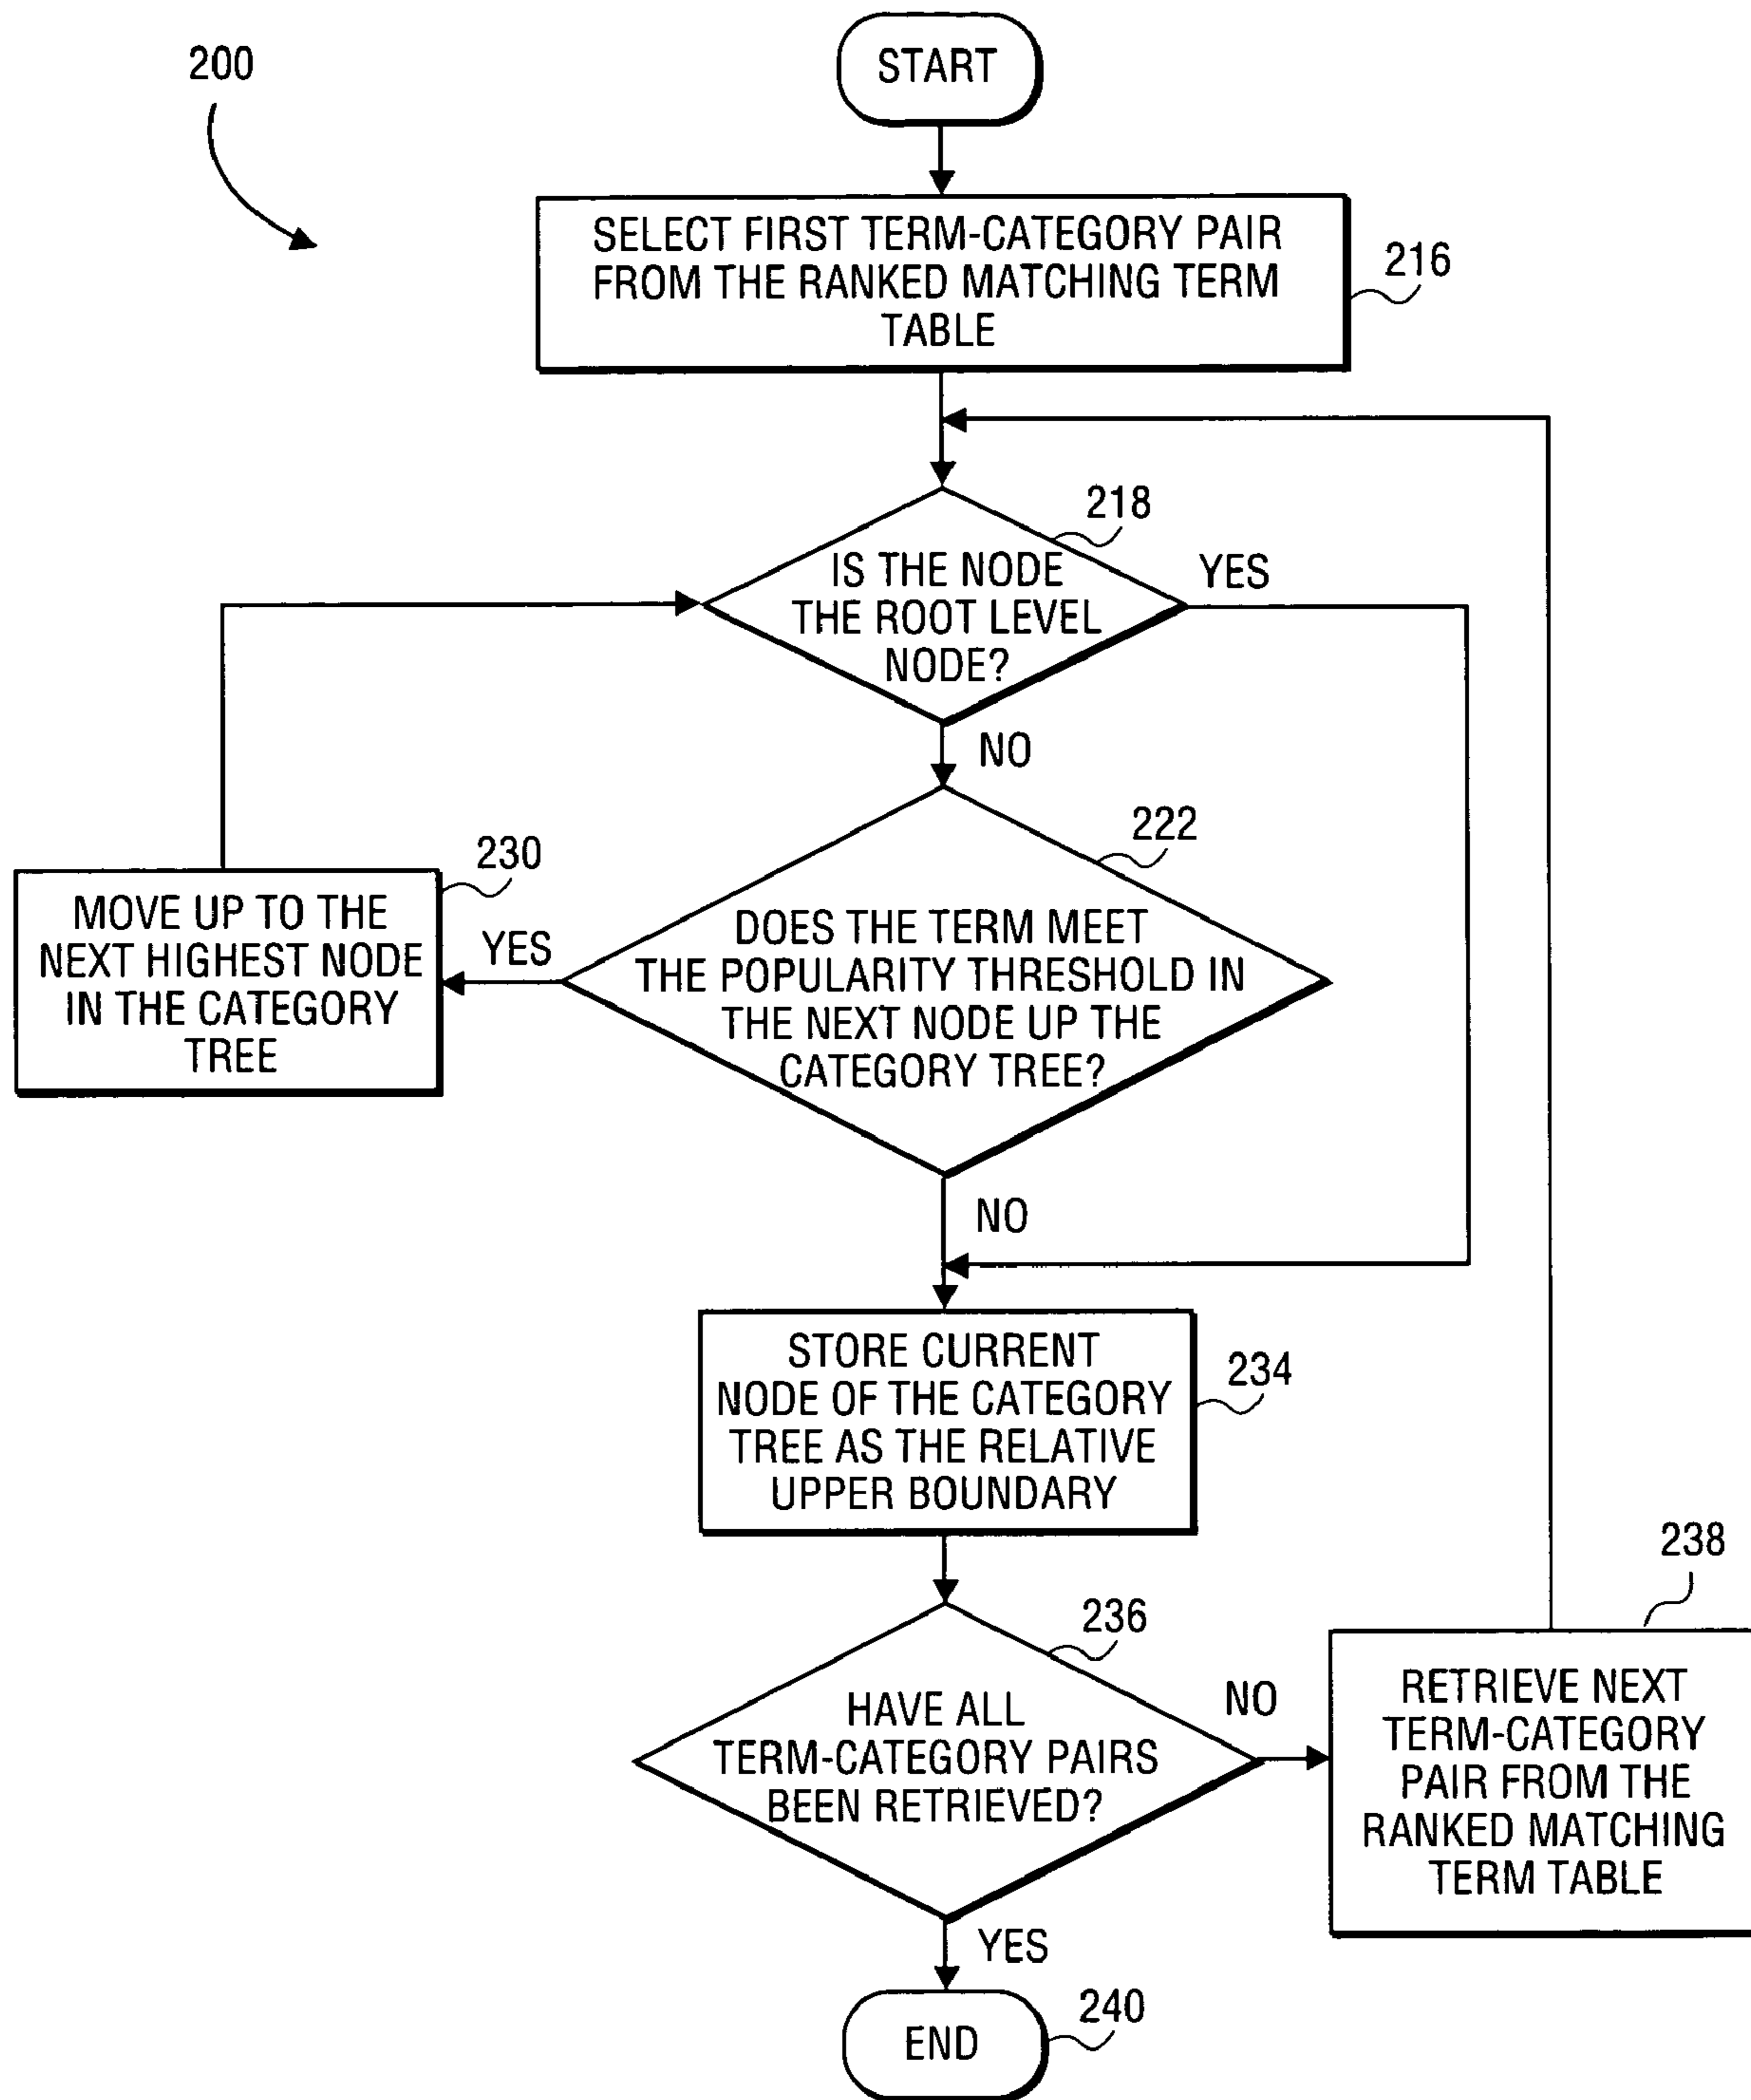 200
START
SELECT FIRST TERM-CATEGORY PAIR
FROM THE RANKED MATCHING TERM
TABLE
216
218
IS THE NODE
THE ROOT LEVEL
NODE?
YES
NO
222
DOES THE TERM MEET
THE POPULARITY THRESHOLD IN
THE NEXT NODE UP THE
CATEGORY TREE?
YES
230
MOVE UP TO THE
NEXT HIGHEST NODE
IN THE CATEGORY
TREE
NO
STORE CURRENT
NODE OF THE CATEGORY
TREE AS THE RELATIVE
UPPER BOUNDARY
234
236
HAVE ALL
TERM-CATEGORY PAIRS
BEEN RETRIEVED?
NO
238
RETRIEVE NEXT
TERM-CATEGORY
PAIR FROM THE
RANKED MATCHING
TERM TABLE
YES
END
240